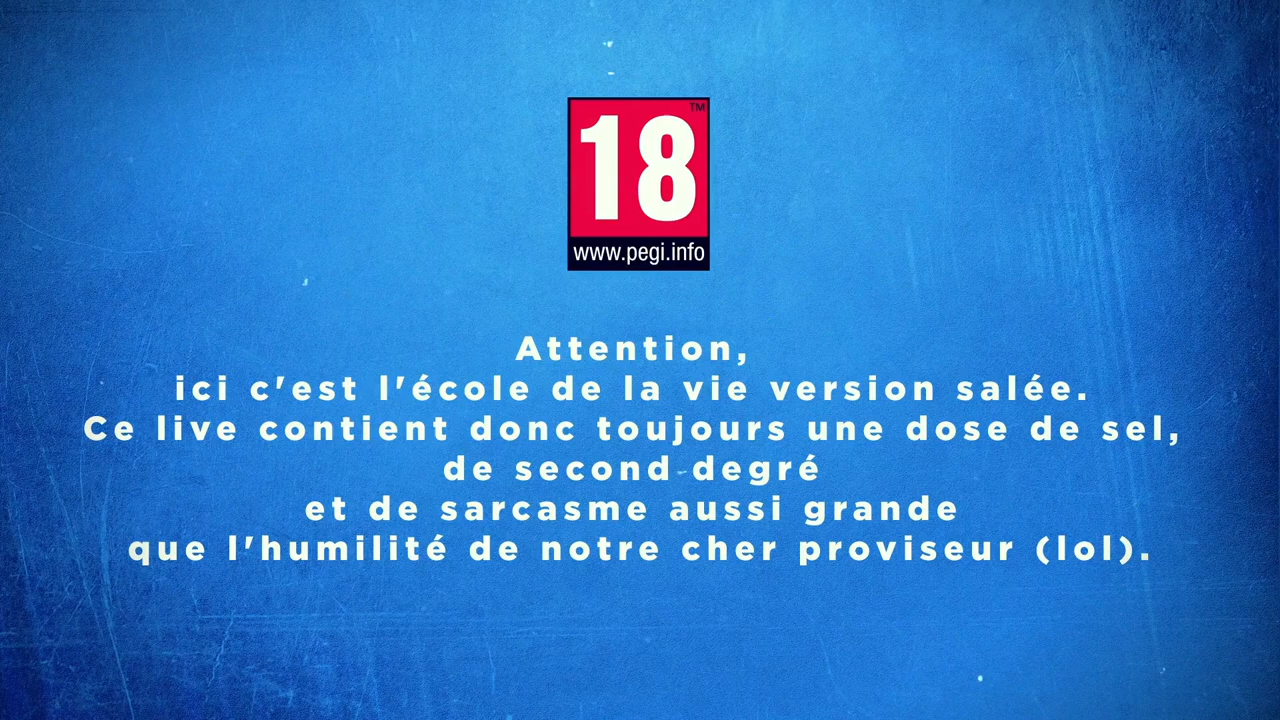 18
TM
www.pegi.info
Attention,
ici c'est l'école de la vie version salée.
Ce live contient donc toujours une dose de sel,
de second degré
et de sarcasme aussi grande
que l'humilité de notre cher proviseur (lol).